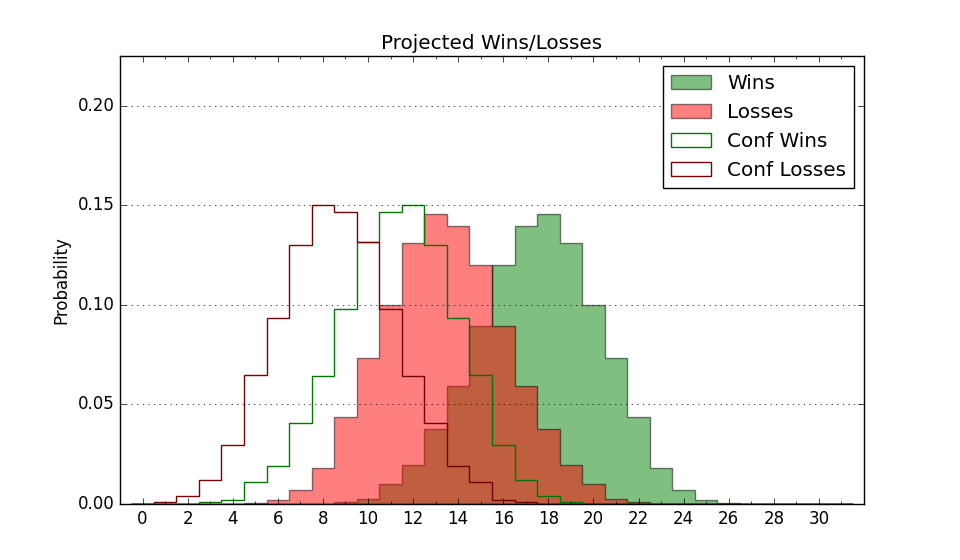 Projected Wins/Losses
Wins
Losses
Conf Wins
Conf Losses
Probability
0.20
0.15
0.10
0.05
0.00
0 2 4 6 8 10 12 14 16 18 20 22 24 26 28 30